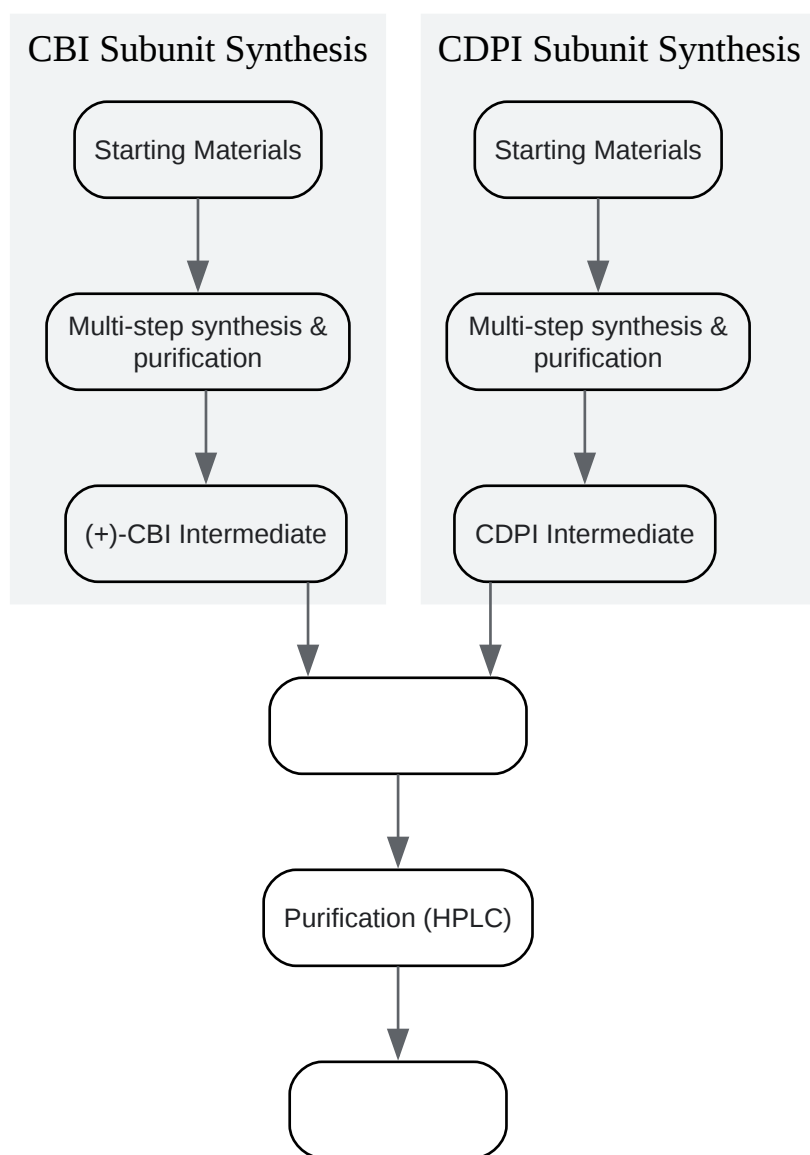 CBI Subunit Synthesis
Starting Materials
Multi-step synthesis &
purification
(+)-CBI Intermediate
CDPI Subunit Synthesis
Starting Materials
Multi-step synthesis &
purification
CDPI Intermediate
Purification (HPLC)